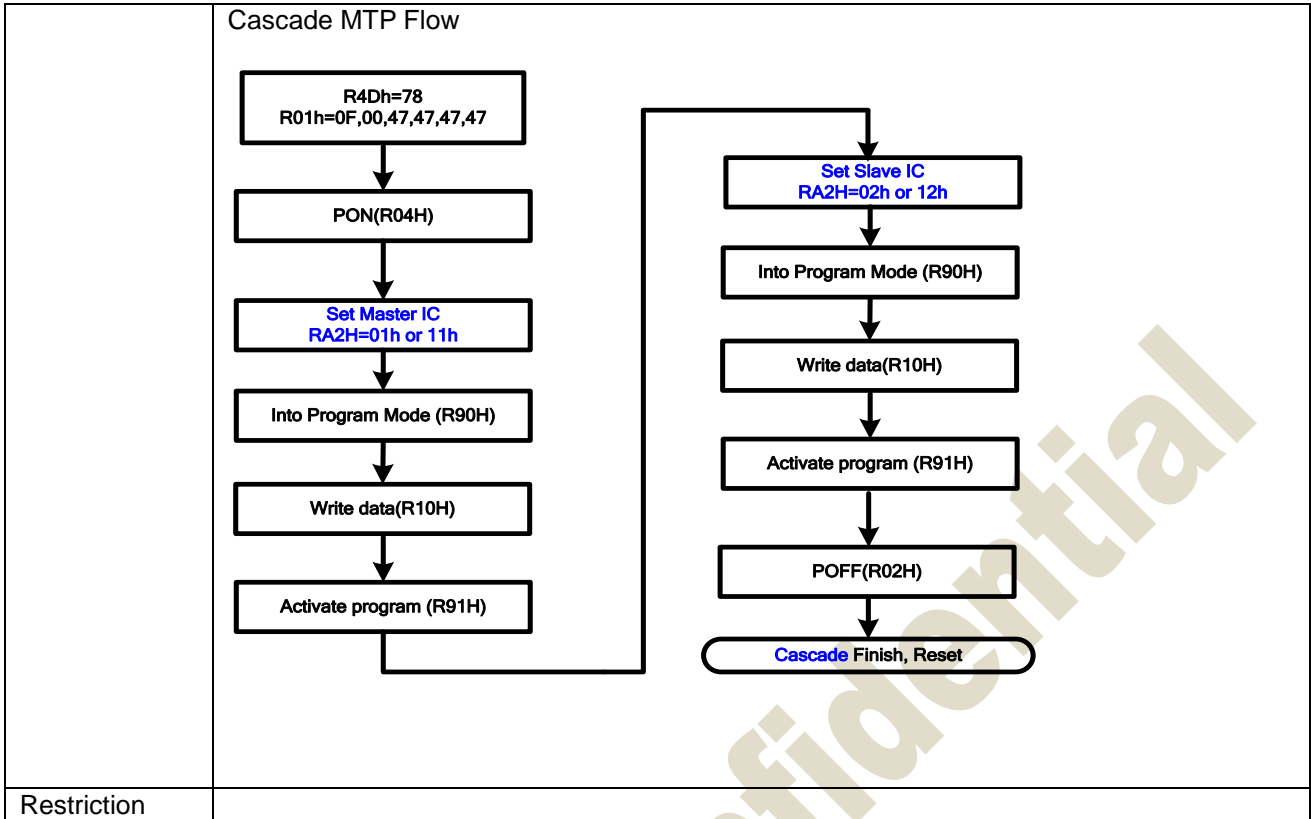 Cascade MTP Flow
R4Dh=78
R01h=0F,00,47,47,47,47
PON(R04H)
Set Master IC
RA2H=01h or 11h
Into Program Mode (R90H)
Write data(R10H)
Activate program (R91H)
Set Slave IC
RA2H=02h or 12h
Into Program Mode (R90H)
Write data(R10H)
Activate program (R91H)
POFF(R02H)
Cascade Finish, Reset
Restriction
fidential